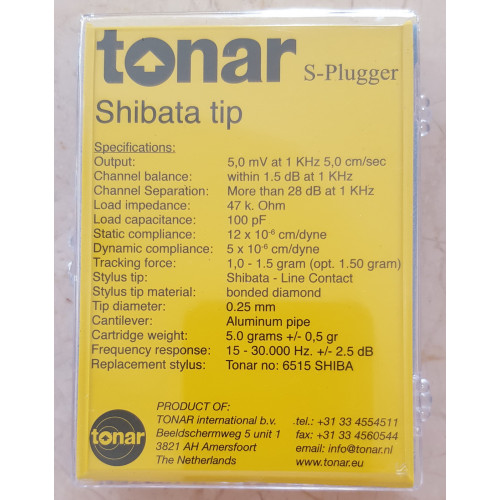 tonar S-Plugger
Shibata tip
Specifications:
Output: 5,0 mV at 1 KHz 5,0 cm/sec
Channel balance: within 1.5 dB at 1 KHz
Channel Separation: More than 28 dB at 1 KHz
Load impedance: 47 k. Ohm
Load capacitance: 100 pF
Static compliance: 12 x 10⁻⁶ cm/dyne
Dynamic compliance: 5 x 10⁻⁶ cm/dyne
Tracking force: 1,0 - 1.5 gram (opt. 1.50 gram)
Stylus tip: Shibata - Line Contact
Stylus tip material: bonded diamond
Tip diameter: 0.25 mm
Cantilever: Aluminum pipe
Cartridge weight: 5.0 grams +/- 0,5 gr
Frequency response: 15 - 30.000 Hz. +/- 2.5 dB
Replacement stylus: Tonar no: 6515 SHIBA
PRODUCT OF:
TONAR international b.v. tel.: +31 33 4554511
Beeldschermweg 5 unit 1 fax: +31 33 4560544
3821 AH Amersfoort email: info@tonar.nl
The Netherlands www.tonar.eu
tonar